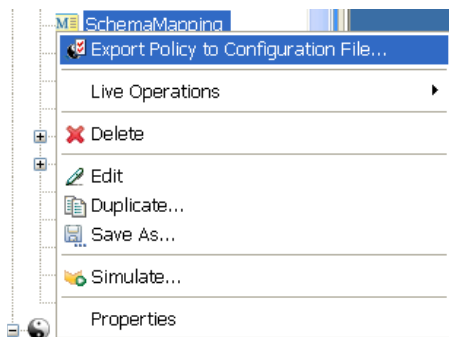 SchemaMapping
Export Policy to Configuration File...
Live Operations
Delete
Edit
Duplicate...
Save As...
Simulate...
Properties